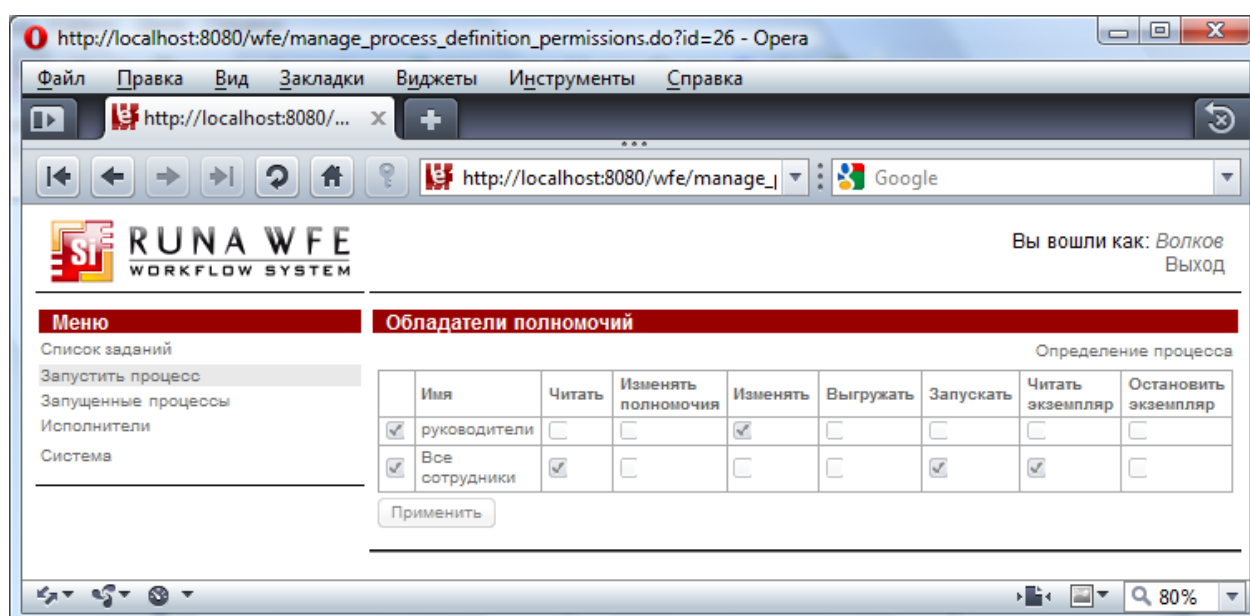 http://localhost:8080/wfe/manage_process_definition_permissions.do?id=26 - Opera
Файл Правка Вид Закладки Виджеты Инструменты Справка
http://localhost:8080/...
http://localhost:8080/wfe/manage_ Google
Si RUNA WFE
WORKFLOW SYSTEM
Вы вошли как: Волков
Выход
Меню
Список заданий
Запустить процесс
Запущенные процессы
Исполнители
Система
Обладатели полномочий
Определение процесса
Имя Читать Изменять полномочия Изменять Выгружать Запускать Читать экземпляр Остановить экземпляр
руководители
Все сотрудники
Применить
80%